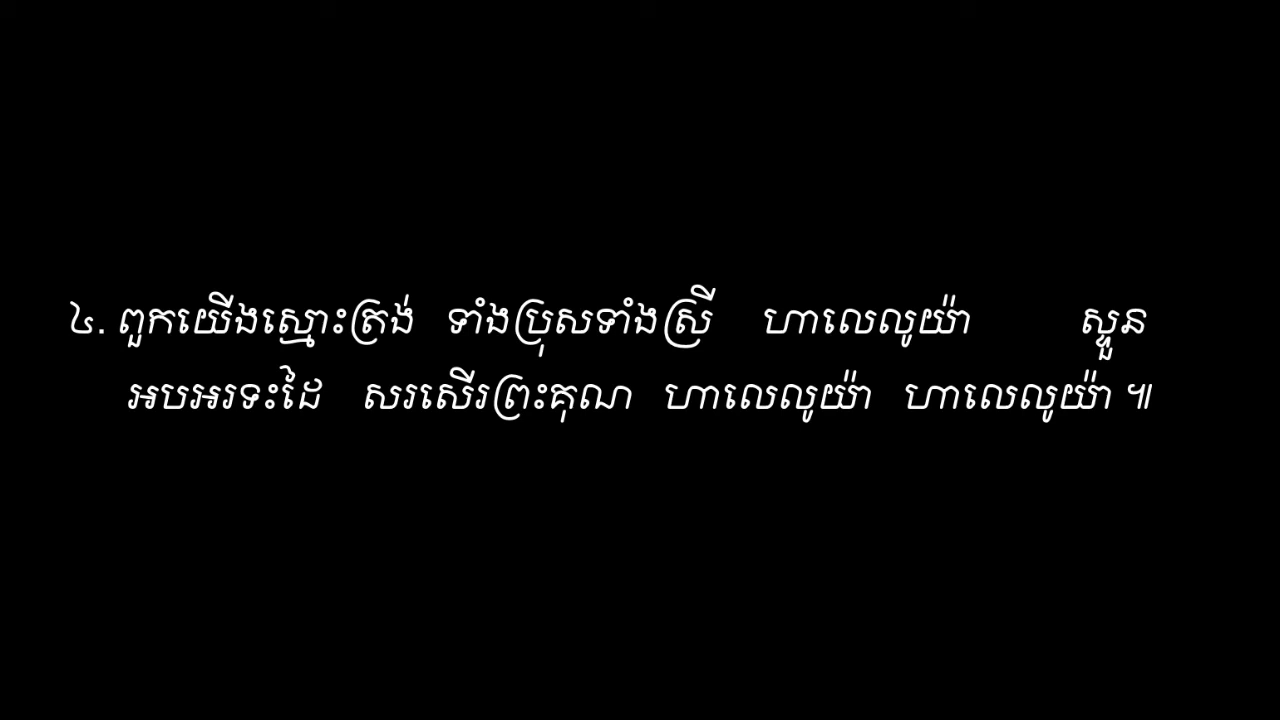 ៤. ពួកយើងស្មោះត្រង់ ទាំងប្រុសទាំងស្រី ហាលេលូយ៉ា ស្ទួន
អបអរទះដៃ សរសើរព្រះគុណ ហាលេលូយ៉ា ហាលេលូយ៉ា ៕